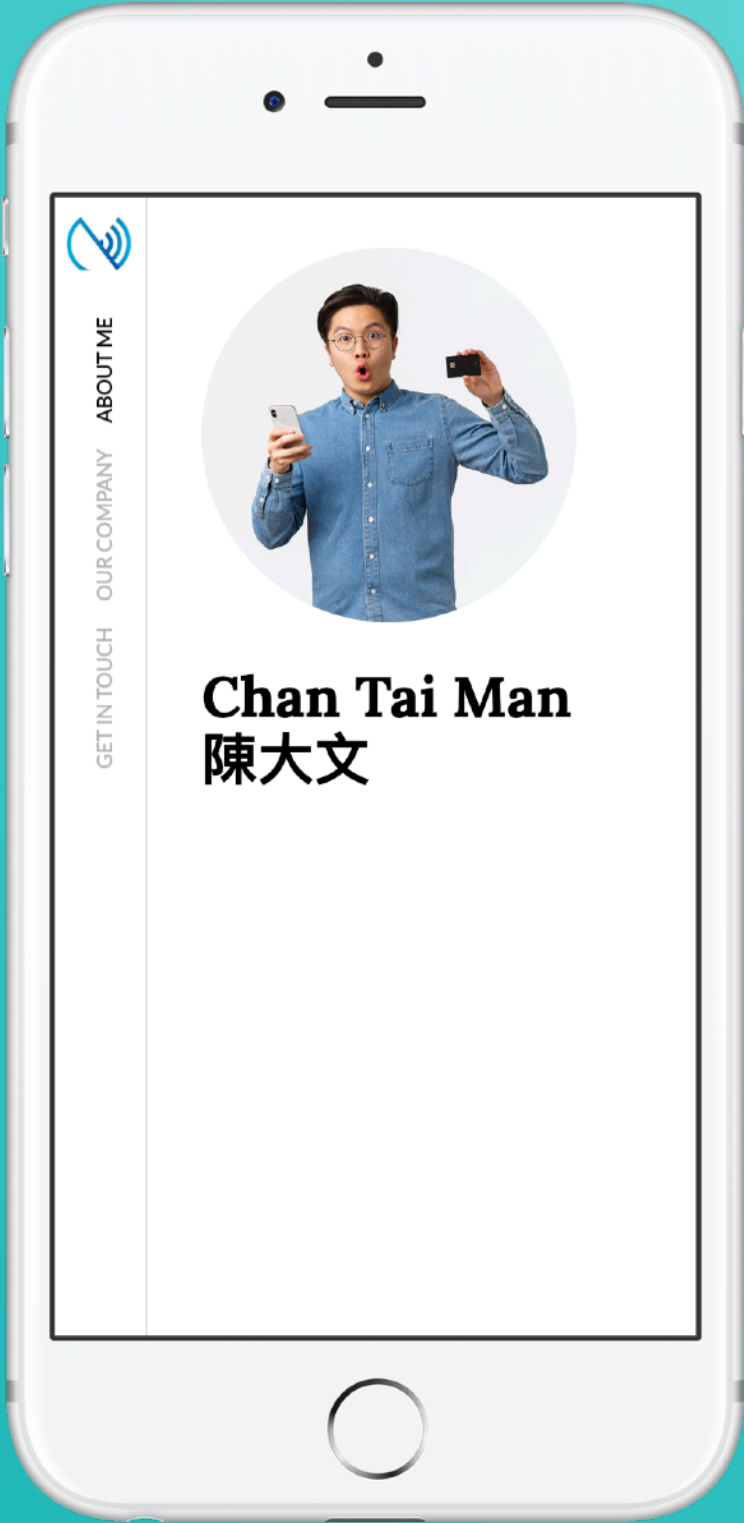 ABOUT ME
OUR COMPANY
GET IN TOUCH
Chan Tai Man
陳大文